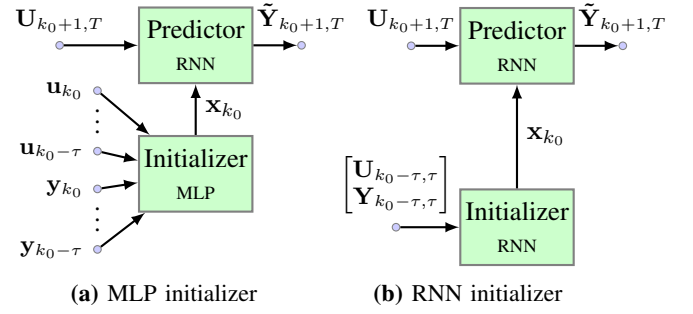 U_{k_0+1,T}
Predictor
RNN
Ỹ_{k_0+1,T}
x_{k_0}
u_{k_0}
⋮
u_{k_0-τ}
y_{k_0}
⋮
y_{k_0-τ}
Initializer
MLP
(a) MLP initializer
U_{k_0+1,T}
Predictor
RNN
Ỹ_{k_0+1,T}
x_{k_0}
[U_{k_0-τ,τ}
Y_{k_0-τ,τ}]
Initializer
RNN
(b) RNN initializer